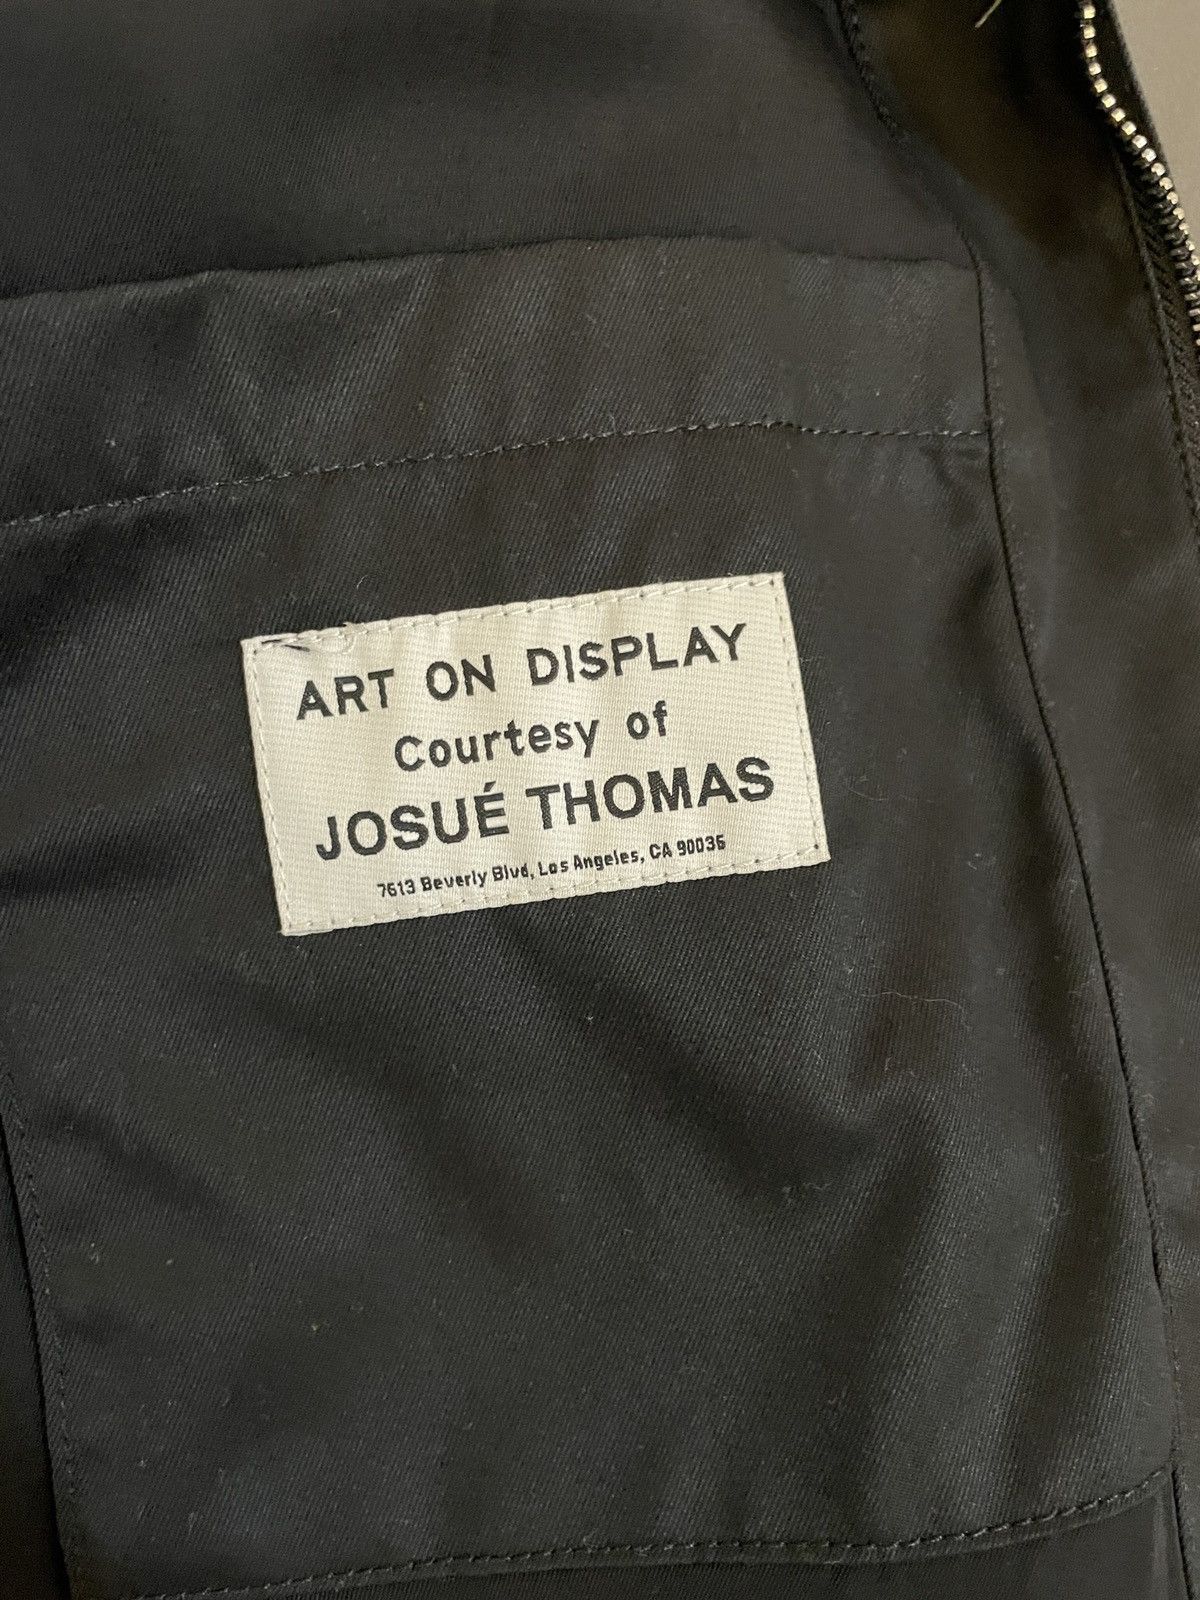 ART ON DISPLAY
Courtesy of
JOSUÉ THOMAS
7613 Beverly Blvd, Los Angeles, CA 90036